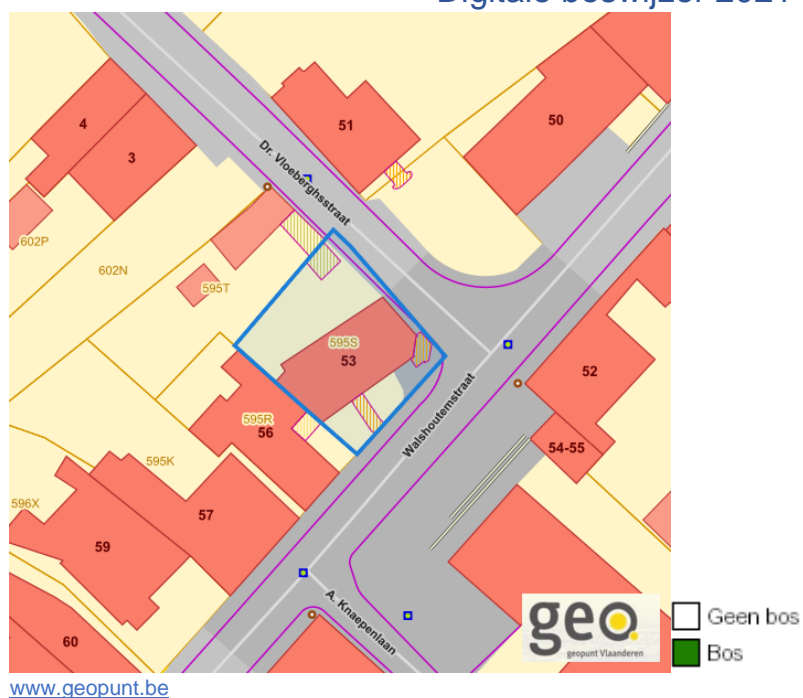 Digitale boswijzer 2021
4
3
51
50
Dr. Vloeberghsstraat
602P
602N
595T
595S
53
52
Walshoutemstraat
595R
56
54-55
595K
596X
57
59
A. Knaepenlaan
60
geo
geopunt Vlaanderen
Geen bos
Bos
www.geopunt.be